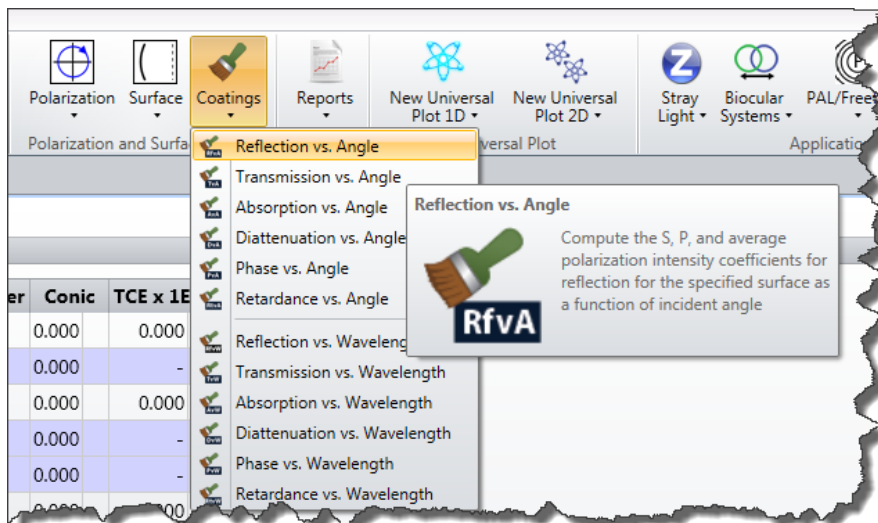 Polarization
Surface
Coatings
Reports
New Universal
Plot 1D
New Universal
Plot 2D
Stray
Light
Biocular
Systems
Polarization and Surfa
versal Plot
Applicatio
Reflection vs. Angle
Transmission vs. Angle
Absorption vs. Angle
Diattenuation vs. Angle
Phase vs. Angle
Retardance vs. Angle
Reflection vs. Waveleng
Transmission vs. Wavelength
Absorption vs. Wavelength
Diattenuation vs. Wavelength
Phase vs. Wavelength
Retardance vs. Wavelength
Reflection vs. Angle
Compute the S, P, and average
polarization intensity coefficients for
reflection for the specified surface as
a function of incident angle
RfvA
er Conic TCE x 1E
0.000 0.000
0.000 -
0.000 0.000
0.000 -
0.000 -